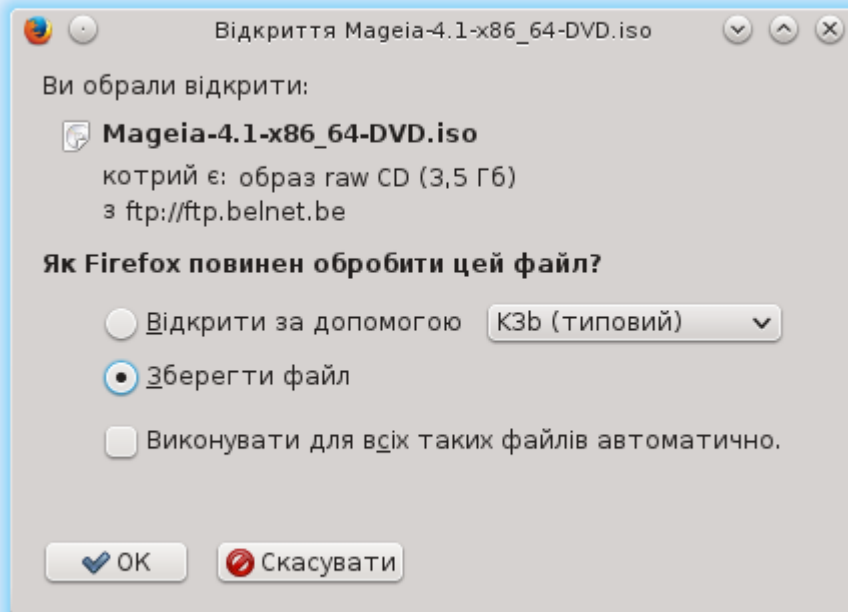 Відкриття Mageia-4.1-x86_64-DVD.iso
Ви обрали відкрити:
Mageia-4.1-x86_64-DVD.iso
котрий є: образ raw CD (3,5 Гб)
з ftp://ftp.belnet.be
Як Firefox повинен обробити цей файл?
Відкрити за допомогою K3b (типовий)
Зберегти файл
Виконувати для всіх таких файлів автоматично.
ОК Скасувати